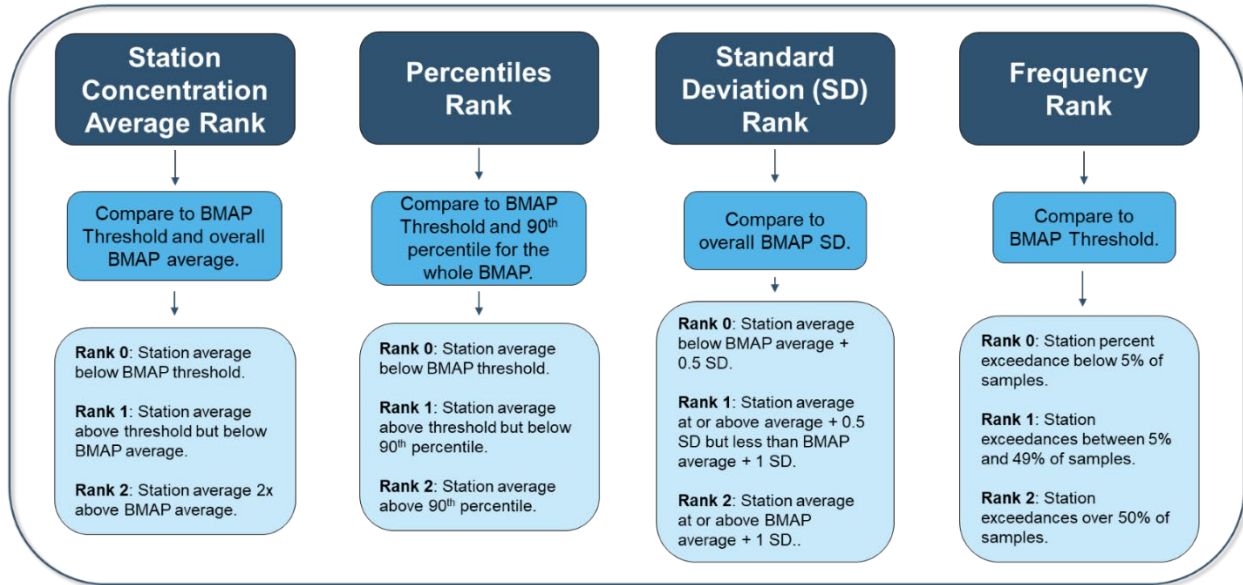 Station
Concentration
Average Rank
Compare to BMAP
Threshold and overall
BMAP average.
Rank 0: Station average
below BMAP threshold.
Rank 1: Station average
above threshold but below
BMAP average.
Rank 2: Station average 2x
above BMAP average.
Percentiles
Rank
Compare to BMAP
Threshold and 90th
percentile for the
whole BMAP.
Rank 0: Station average
below BMAP threshold.
Rank 1: Station average
above threshold but below
90th percentile.
Rank 2: Station average
above 90th percentile.
Standard
Deviation (SD)
Rank
Compare to
overall BMAP SD.
Rank 0: Station average
below BMAP average +
0.5 SD.
Rank 1: Station average
at or above average + 0.5
SD but less than BMAP
average + 1 SD.
Rank 2: Station average
at or above BMAP
average + 1 SD..
Frequency
Rank
Compare to
BMAP Threshold.
Rank 0: Station percent
exceedance below 5% of
samples.
Rank 1: Station
exceedances between 5%
and 49% of samples.
Rank 2: Station
exceedances over 50% of
samples.